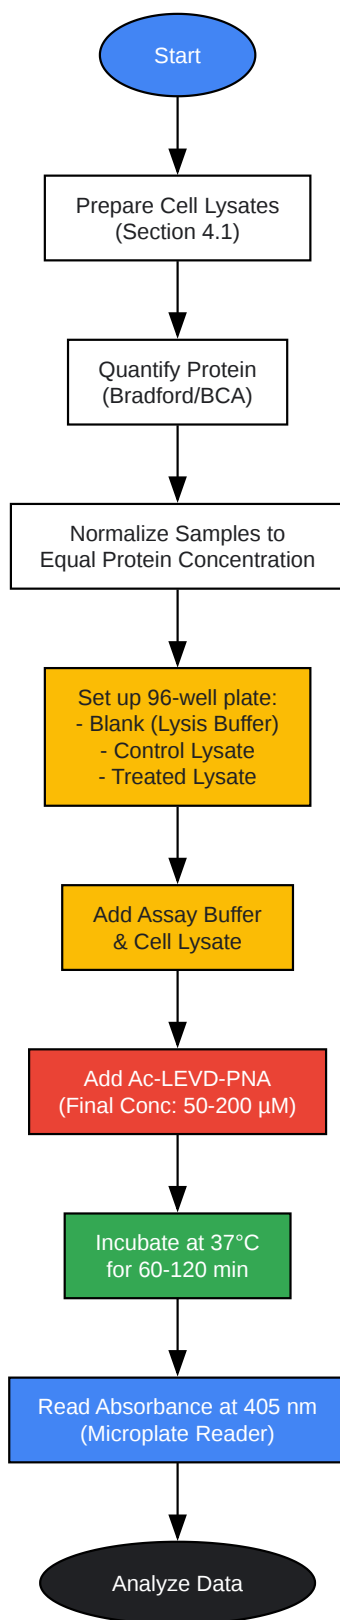 Start
Prepare Cell Lysates
(Section 4.1)
Quantify Protein
(Bradford/BCA)
Normalize Samples to
Equal Protein Concentration
Set up 96-well plate:
- Blank (Lysis Buffer)
- Control Lysate
- Treated Lysate
Add Assay Buffer
& Cell Lysate
Add Ac-LEVD-PNA
(Final Conc: 50-200 µM)
Incubate at 37°C
for 60-120 min
Read Absorbance at 405 nm
(Microplate Reader)
Analyze Data